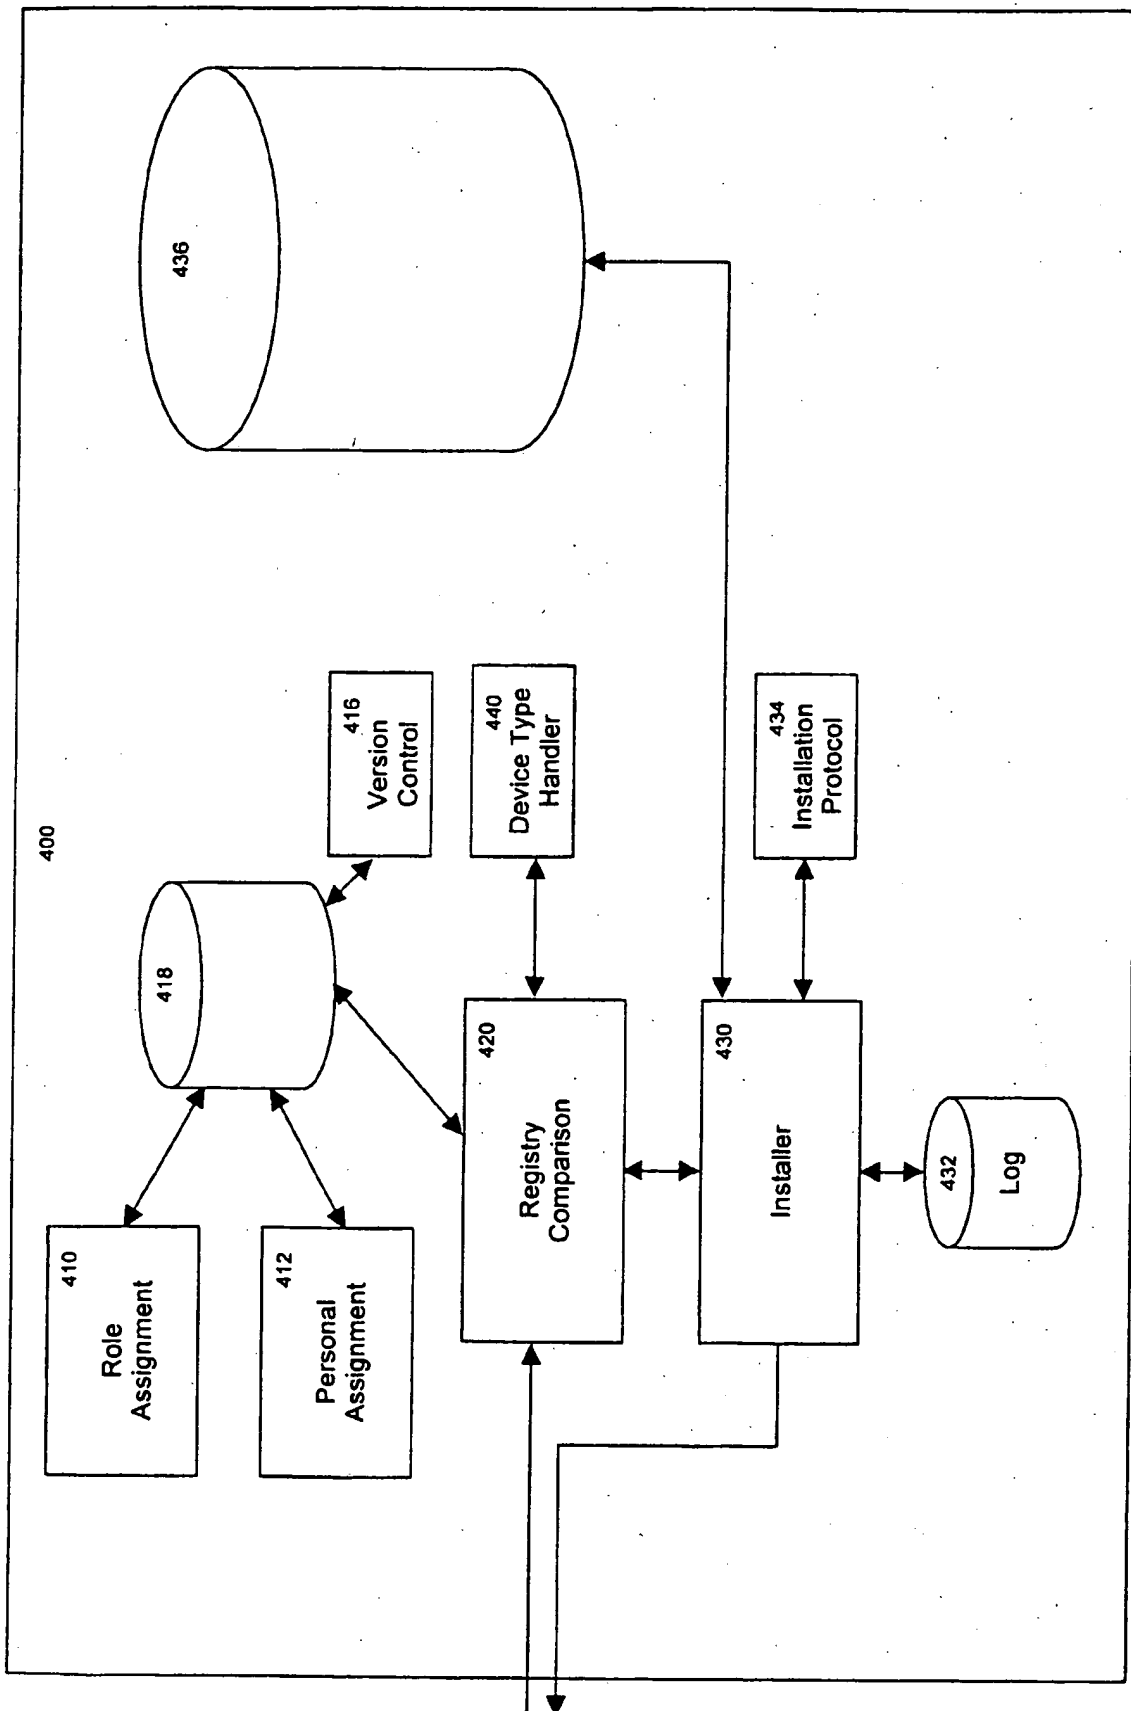 400
410
Role
Assignment
412
Personal
Assignment
418
416
Version
Control
436
420
Registry
Comparison
440
Device Type
Handler
430
Installer
434
Installation
Protocol
432
Log